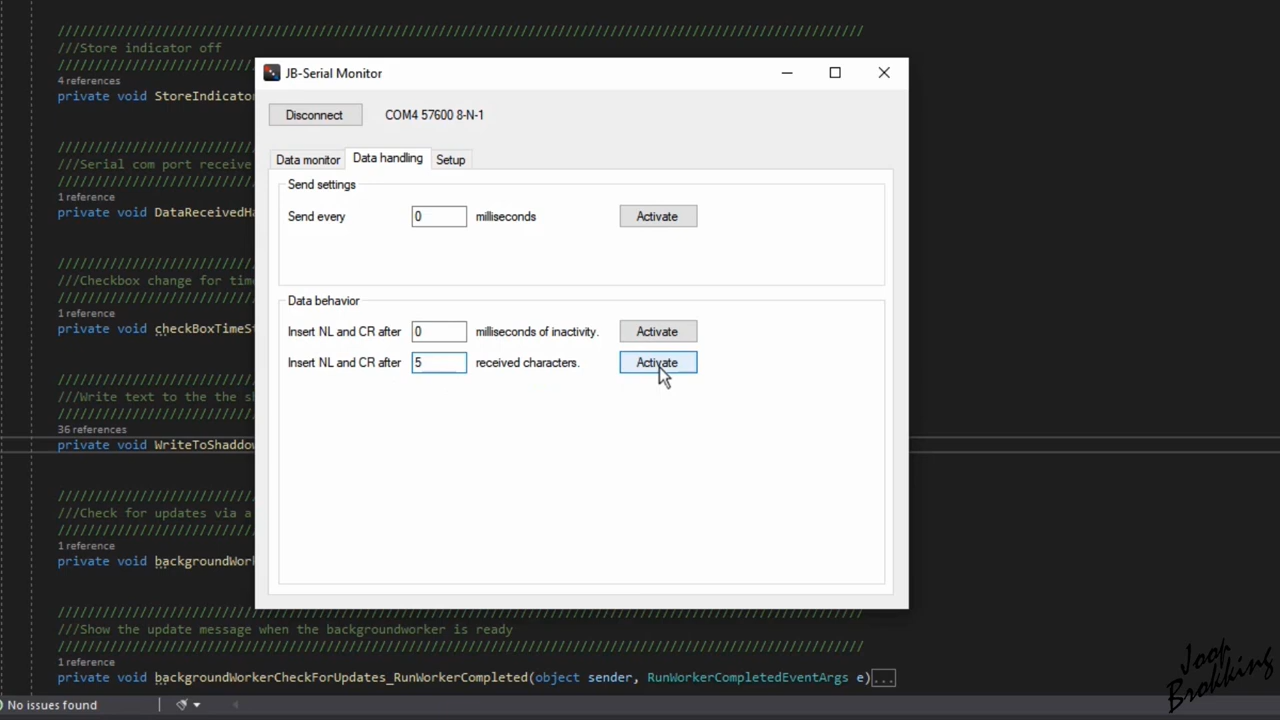 ////////////////////////////////////////////////////////////////////////////////////////////////////////
///Store indicator off
//////////////////////////
4 references
private void StoreIndicator
//////////////////////////
///Serial com port receive
//////////////////////////
1 reference
private void DataReceivedHa
//////////////////////////
///Checkbox change for time
//////////////////////////
1 reference
private void checkBoxTimeSt
//////////////////////////
///Write text to the the sh
//////////////////////////
36 references
private void WriteToShadow
//////////////////////////
///Check for updates via a
//////////////////////////
1 reference
private void backgroundWork
////////////////////////////////////////////////////////////////////////////////////////////////////////
///Show the update message when the backgroundworker is ready
////////////////////////////////////////////////////////////////////////////////////////////////////////
1 reference
private void backgroundWorkerCheckForUpdates_RunWorkerCompleted(object sender, RunWorkerCompletedEventArgs e)...
No issues found
JB-Serial Monitor
Disconnect COM4 57600 8-N-1
Data monitor Data handling Setup
Send settings
Send every 0 milliseconds Activate
Data behavior
Insert NL and CR after 0 milliseconds of inactivity. Activate
Insert NL and CR after 5 received characters. Activate
Joop
Brokking